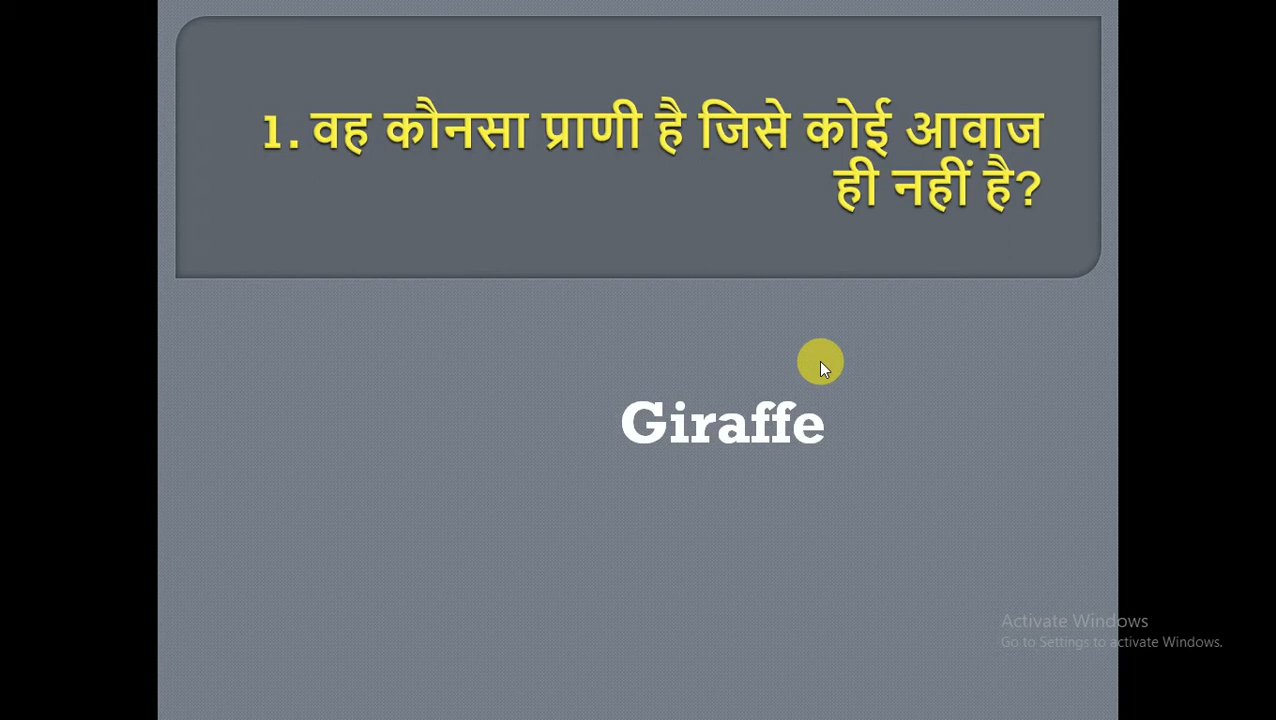 1. वह कौनसा प्राणी है जिसे कोई आवाज
ही नहीं है?
Giraffe
Activate Windows
Go to Settings to activate Windows.